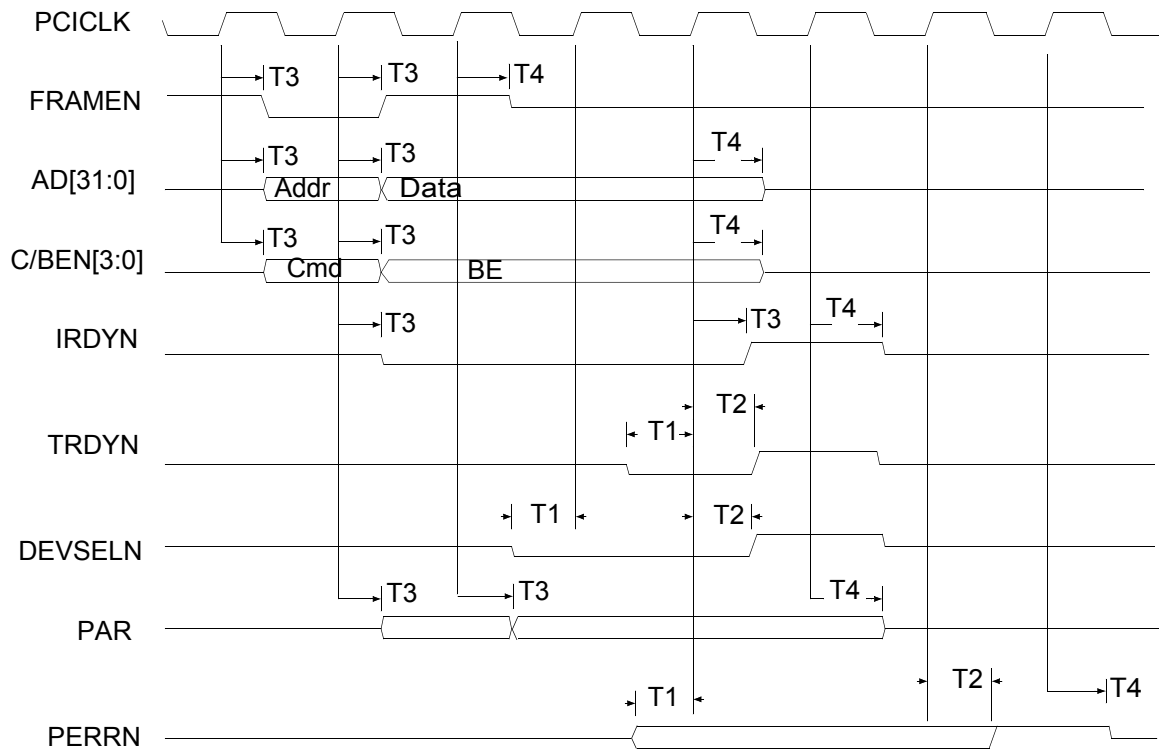 PCICLK
T3 T3 T4
FRAMEN
T3 T3 T4
AD[31:0]
Addr Data
T3 T3 T4
C/BEN[3:0]
Cmd BE
T3 T3 T4
IRDYN
T2
T1
TRDYN
T1 T2
DEVSELN
T3 T3 T4
PAR
T1 T2 T4
PERRN